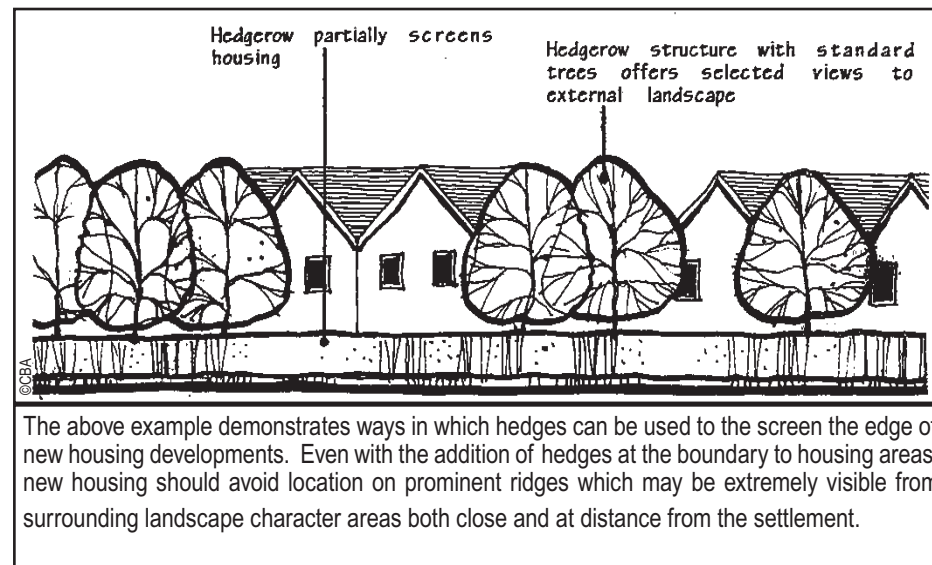 Hedgerow partially screens
housing
Hedgerow structure with standard
trees offers selected views to
external landscape
©CBA
The above example demonstrates ways in which hedges can be used to the screen the edge of
new housing developments. Even with the addition of hedges at the boundary to housing areas
new housing should avoid location on prominent ridges which may be extremely visible from
surrounding landscape character areas both close and at distance from the settlement.